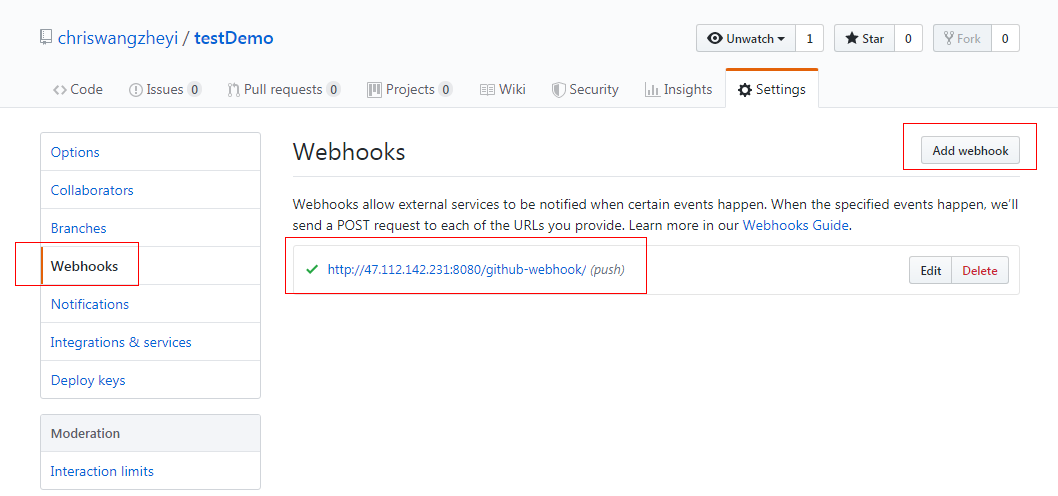 chriswangzheyi / testDemo
Unwatch 1 Star 0 Fork 0
Code Issues 0 Pull requests 0 Projects 0 Wiki Security Insights Settings
Options
Collaborators
Branches
Webhooks
Notifications
Integrations & services
Deploy keys
Moderation
Interaction limits
Webhooks
Add webhook
Webhooks allow external services to be notified when certain events happen. When the specified events happen, we'll
send a POST request to each of the URLs you provide. Learn more in our Webhooks Guide.
http://47.112.142.231:8080/github-webhook/ (push)
Edit Delete